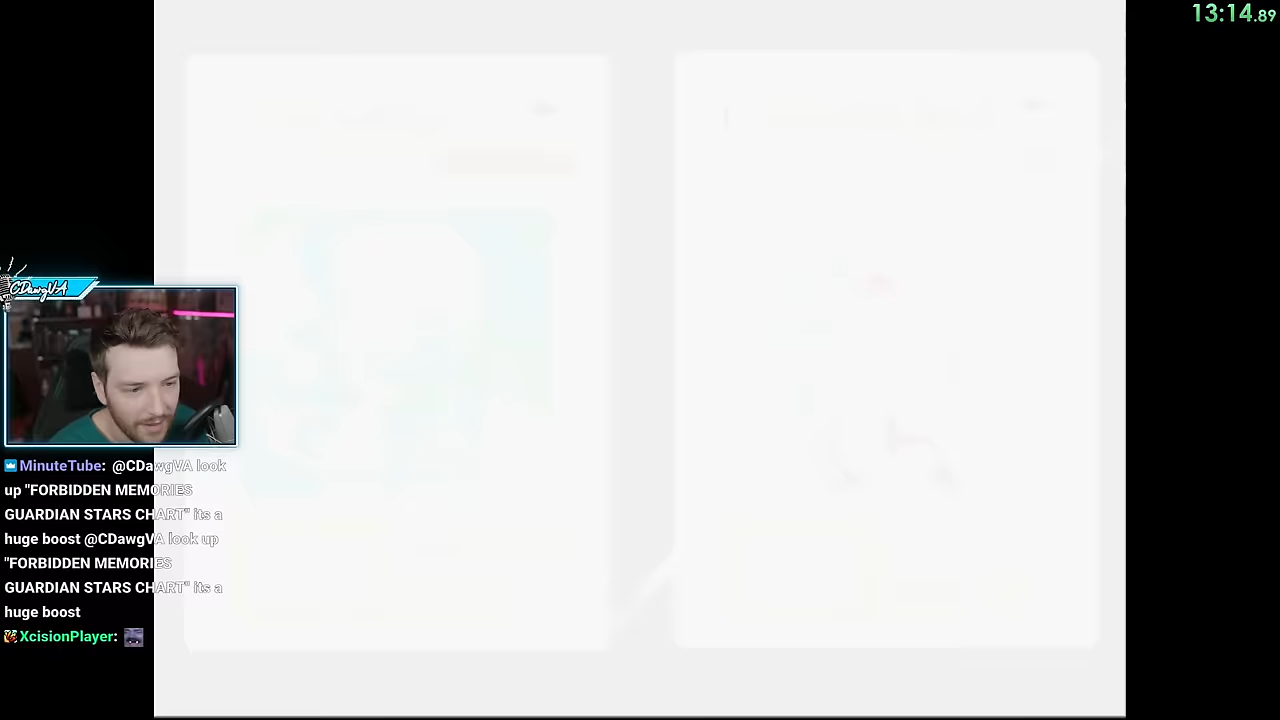 13:14.89
CDawgVA
MinuteTube: @CDawgVA look
up "FORBIDDEN MEMORIES
GUARDIAN STARS CHART" its a
huge boost @CDawgVA look up
"FORBIDDEN MEMORIES
GUARDIAN STARS CHART" its a
huge boost
XcisionPlayer: